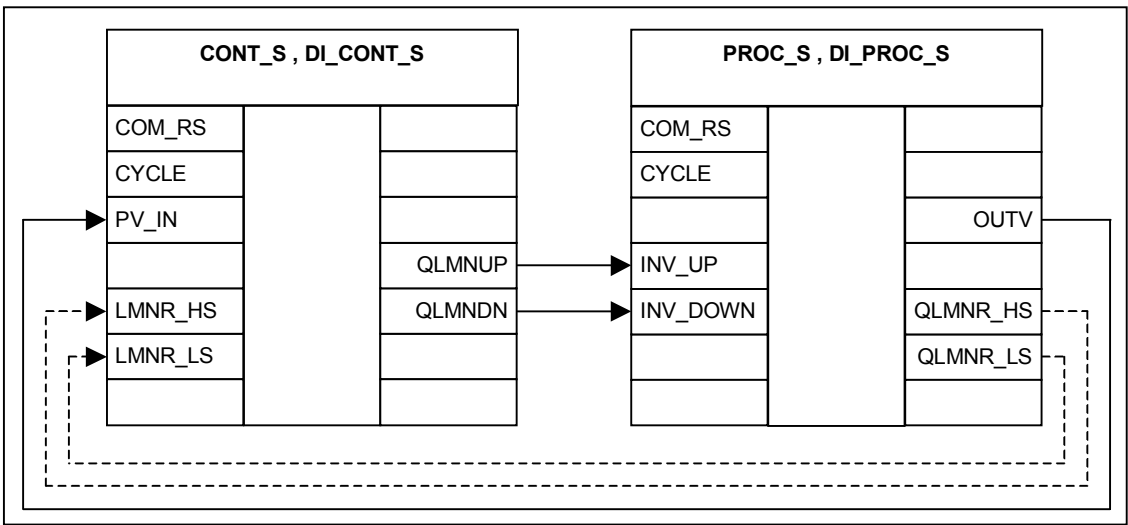 CONT_S , DI_CONT_S
COM_RS
CYCLE
PV_IN
QLMNUP
LMNR_HS
QLMNDN
LMNR_LS
PROC_S , DI_PROC_S
COM_RS
CYCLE
OUTV
INV_UP
INV_DOWN
QLMNR_HS
QLMNR_LS